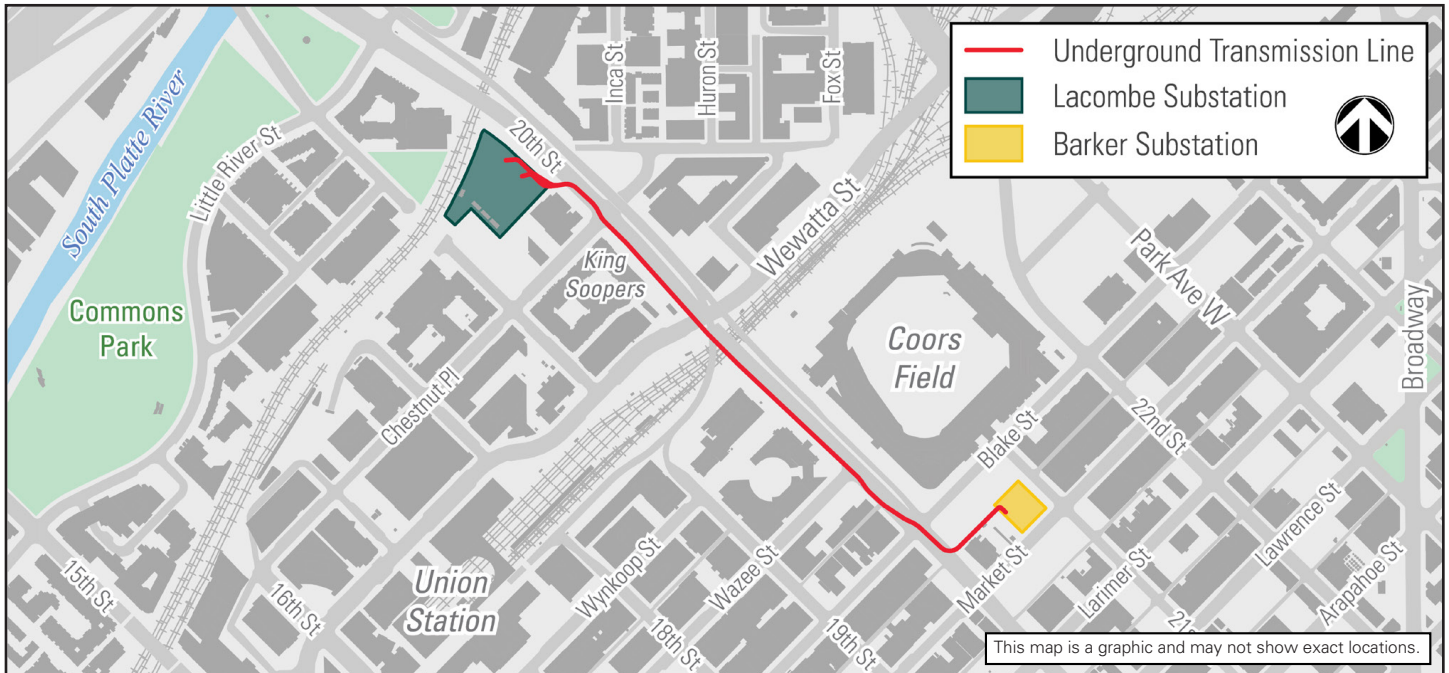 Underground Transmission Line
Lacombe Substation
Barker Substation
Inca St
Huron St
Fox St
20th St
South Platte River
Little River St
Wewatta St
King
Soopers
Commons
Park
Park Ave W
Broadway
Coors
Field
Chestnut Pl
Blake St
22nd St
Lawrence St
Union
Station
Wynkoop St
Wazee St
Market St
Larimer St
Arapahoe St
15th St
16th St
18th St
19th St
This map is a graphic and may not show exact locations.